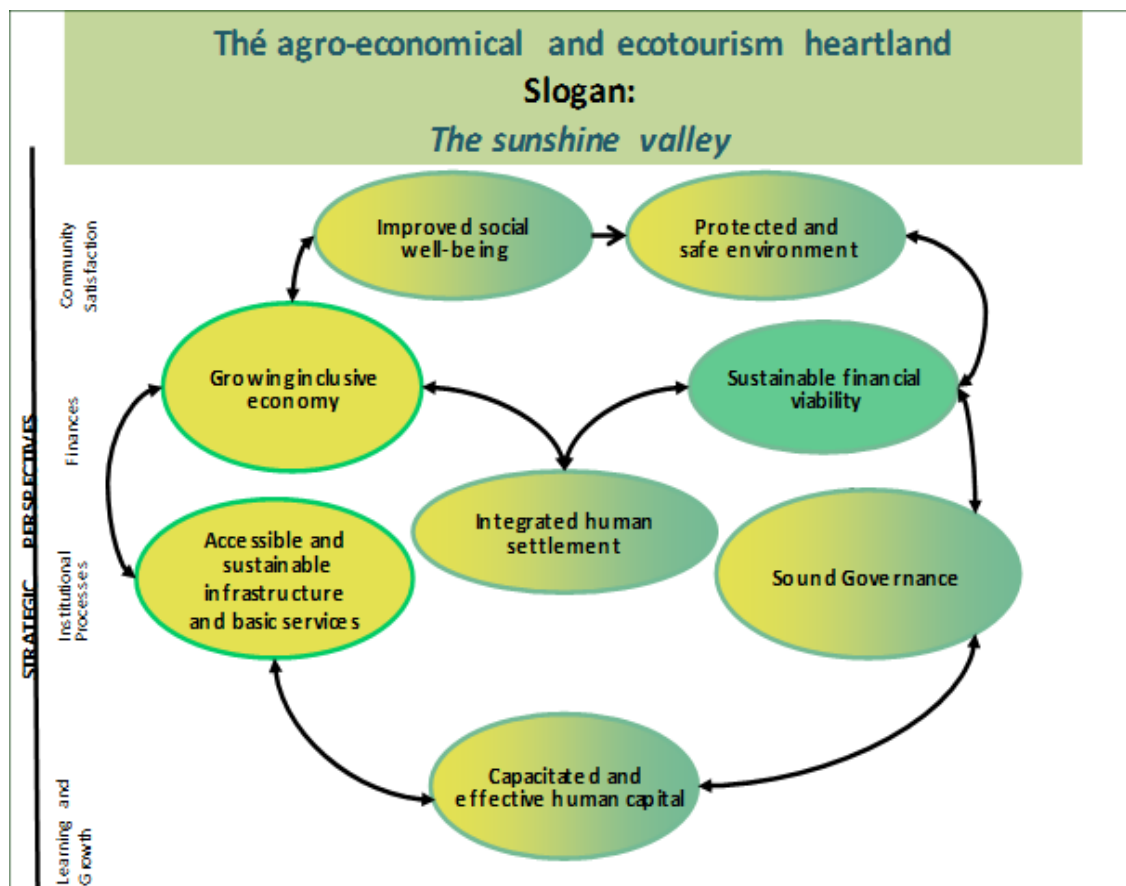 Thé agro-economical and ecotourism heartland
Slogan:
The sunshine valley
STRATEGIC PERSPECTIVES
Community
Satisfaction
Finances
Institutional
Processes
Learning and
Growth
Improved social
well-being
Protected and
safe environment
Growing inclusive
economy
Sustainable financial
viability
Integrated human
settlement
Accessible and
sustainable
infrastructure
and basic services
Sound Governance
Capacitated and
effective human capital